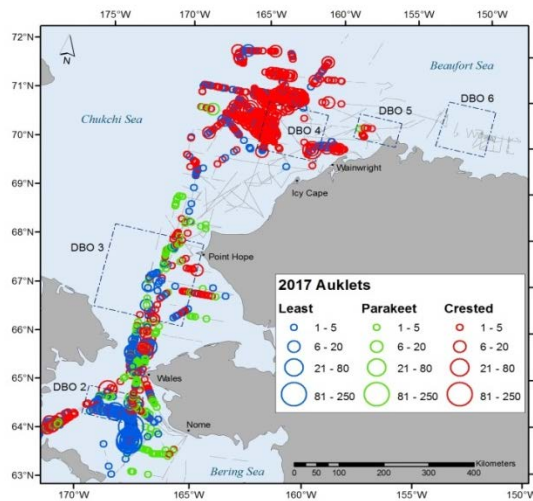 175°W 170°W 165°W 160°W 155°W 150°W
72°N
71°N
70°N
69°N
68°N
67°N
66°N
65°N
64°N
63°N
N
Beaufort Sea
Chukchi Sea
DBO 6
DBO 5
DBO 4
Wainwright
Icy Cape
DBO 3
Point Hope
2017 Auklets
Least Parakeet Crested
1 - 5 1 - 5 1 - 5
6 - 20 6 - 20 6 - 20
21 - 80 21 - 80 21 - 80
81 - 250 81 - 250 81 - 250
DBO 2
Wales
Nome
Bering Sea
Kilometers
0 50 100 200 300 400
170°W 165°W 160°W 155°W 150°W